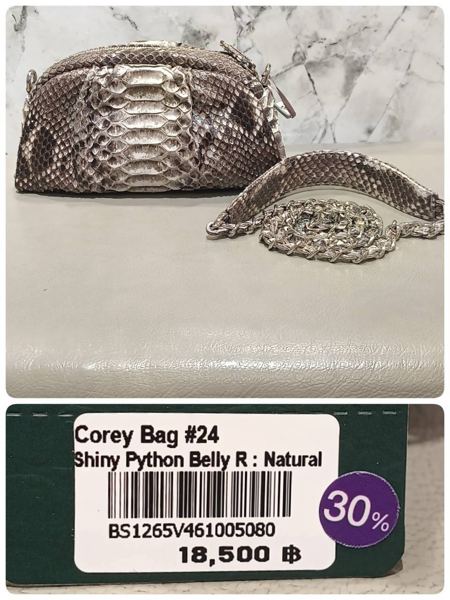 Corey Bag #24
Shiny Python Belly R : Natural
BS1265V461005080
18,500 ฿
30%